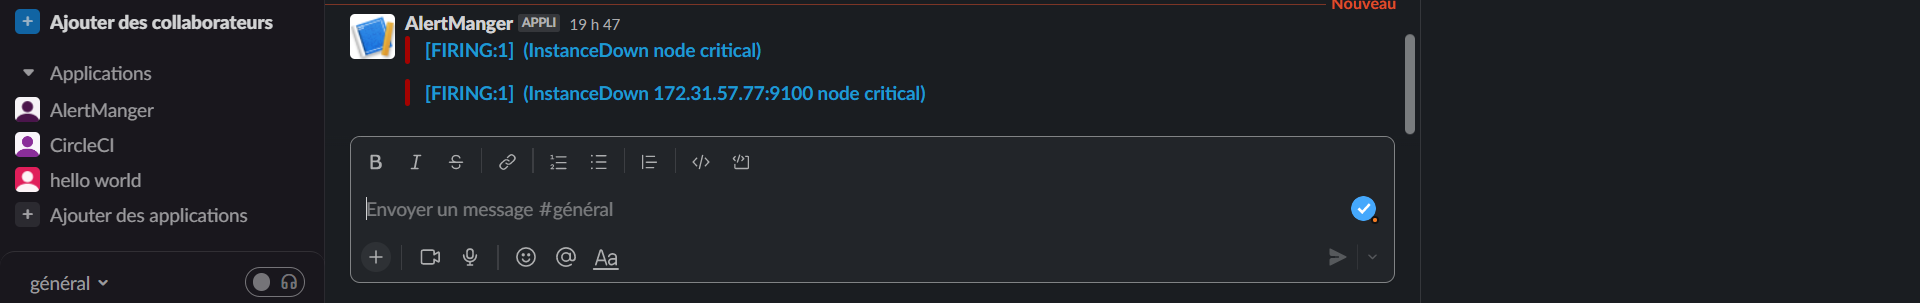 Ajouter des collaborateurs
Applications
AlertManger
CircleCI
hello world
Ajouter des applications
général
Nouveau
AlertManger APPLI 19 h 47
[FIRING:1] (InstanceDown node critical)
[FIRING:1] (InstanceDown 172.31.57.77:9100 node critical)
Envoyer un message #général
Aa